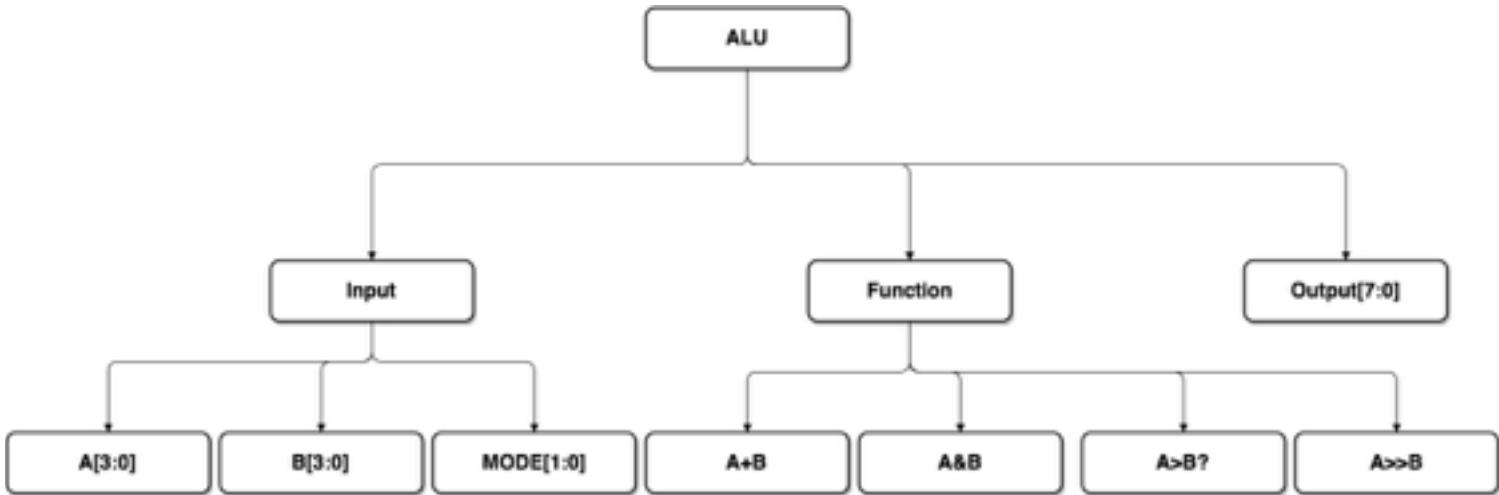 ALU
Input
Function
Output[7:0]
A[3:0]
B[3:0]
MODE[1:0]
A+B
A&B
A>B?
A>>B